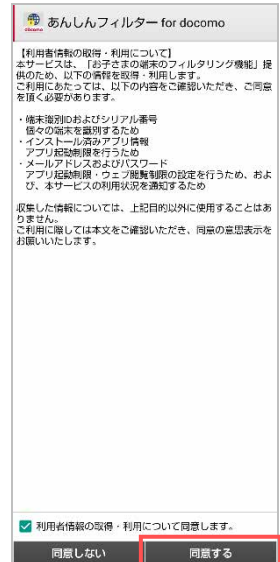 docomo
あんしんフィルター for docomo
【利用者情報の取得・利用について】
本サービスは、「お子さまの端末のフィルタリング機能」提
供のため、以下の情報を取得・利用します。
ご利用にあたっては、以下の内容をご確認いただき、ご同意
を頂く必要があります。
・端末識別IDおよびシリアル番号
個々の端末を識別するため
・インストール済みアプリ情報
アプリ起動制限を行うため
・メールアドレスおよびパスワード
アプリ起動制限・ウェブ閲覧制限の設定を行うため、およ
び、本サービスの利用状況を通知するため
収集した情報については、上記目的以外に使用することはあ
りません。
ご利用に際しては本文をご確認いただき、同意の意思表示を
お願いいたします。
利用者情報の取得・利用について同意します。
同意しない
同意する